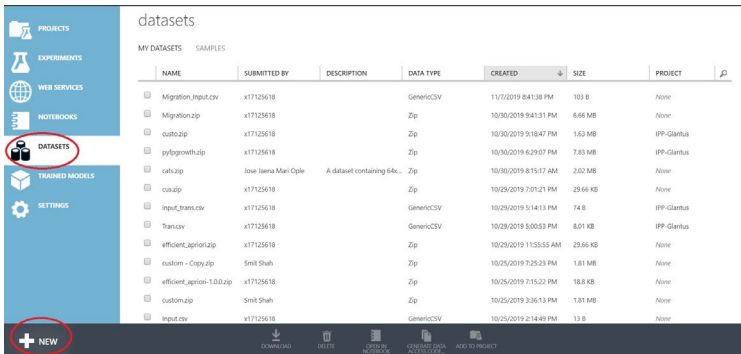 datasets
PROJECTS
EXPERIMENTS
WEB SERVICES
NOTEBOOKS
DATASETS
TRAINED MODELS
SETTINGS
NEW
MY DATASETS SAMPLES
NAME SUBMITTED BY DESCRIPTION DATA TYPE CREATED SIZE PROJECT
Migration_Input.csv x17125618 GenericCSV 11/7/2019 8:41:38 PM 103 B None
Migration.zip x17125618 Zip 10/30/2019 9:41:31 PM 6.66 MB None
custo.zip x17125618 Zip 10/30/2019 9:18:47 PM 1.63 MB IPP-Glantus
pyfpgrowth.zip x17125618 Zip 10/30/2019 6:29:07 PM 7.83 MB IPP-Glantus
cats.zip Jose Jaena Mari Ople A dataset containing 64x... Zip 10/30/2019 8:15:17 AM 2.02 MB None
cus.zip x17125618 Zip 10/29/2019 7:01:21 PM 29.66 KB None
input_trans.csv x17125618 GenericCSV 10/29/2019 5:14:13 PM 74 B IPP-Glantus
Tran.csv x17125618 GenericCSV 10/29/2019 5:00:53 PM 8.01 KB IPP-Glantus
efficient_apriori.zip x17125618 Zip 10/29/2019 11:55:55 AM 29.66 KB None
custom - Copy.zip Smit Shah Zip 10/25/2019 7:25:23 PM 1.81 MB None
efficient_apriori-1.0.0.zip x17125618 Zip 10/25/2019 7:15:22 PM 18.8 KB None
custom.zip Smit Shah Zip 10/25/2019 3:36:13 PM 1.81 MB None
Input.csv x17125618 GenericCSV 10/25/2019 2:14:49 PM 13 B None
DOWNLOAD DELETE OPEN IN NOTEBOOK GENERATE DATA ACCESS CODE... ADD TO PROJECT